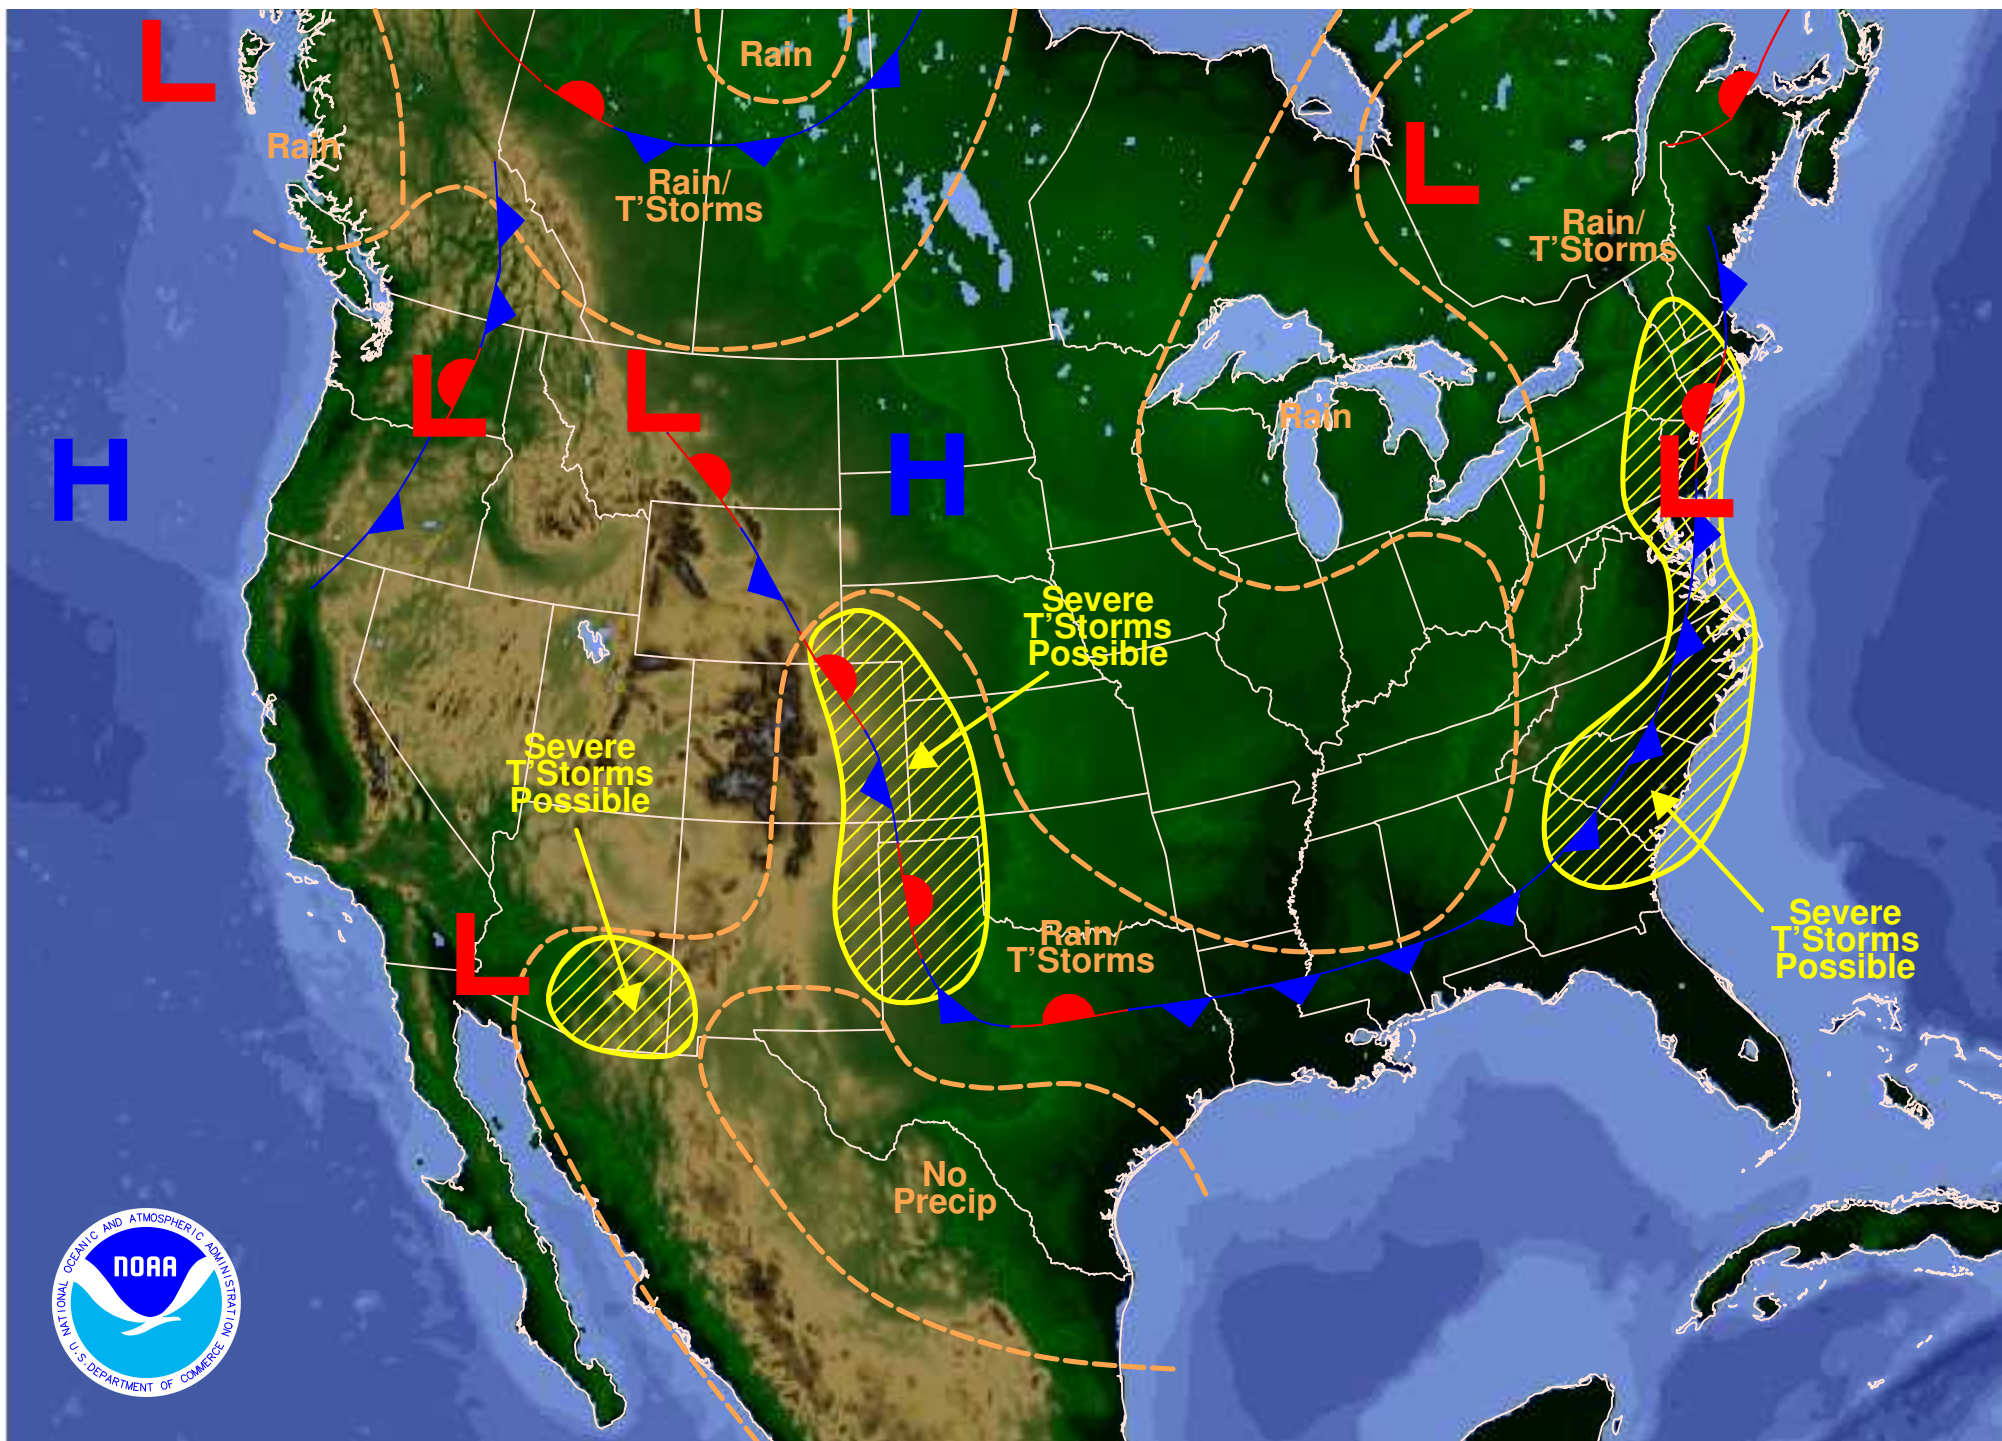 L
Rain
Rain
Rain/
T'Storms
L
Rain/
T'Storms
L
L
Rain
H
H
L
Severe
T'Storms
Possible
Severe
T'Storms
Possible
L
Rain/
T'Storms
Severe
T'Storms
Possible
No
Precip
NATIONAL OCEANIC AND ATMOSPHERIC ADMINISTRATION
NOAA
U.S. DEPARTMENT OF COMMERCE